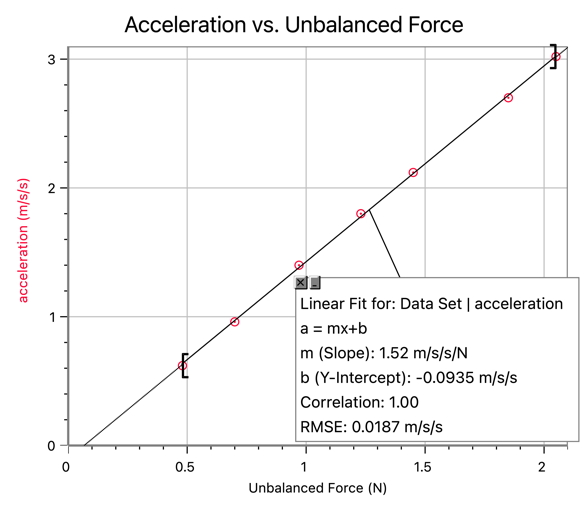 Acceleration vs. Unbalanced Force
3
2
1
0
acceleration (m/s/s)
Linear Fit for: Data Set | acceleration
a = mx+b
m (Slope): 1.52 m/s/s/N
b (Y-Intercept): -0.0935 m/s/s
Correlation: 1.00
RMSE: 0.0187 m/s/s
0 0.5 1 1.5 2
Unbalanced Force (N)